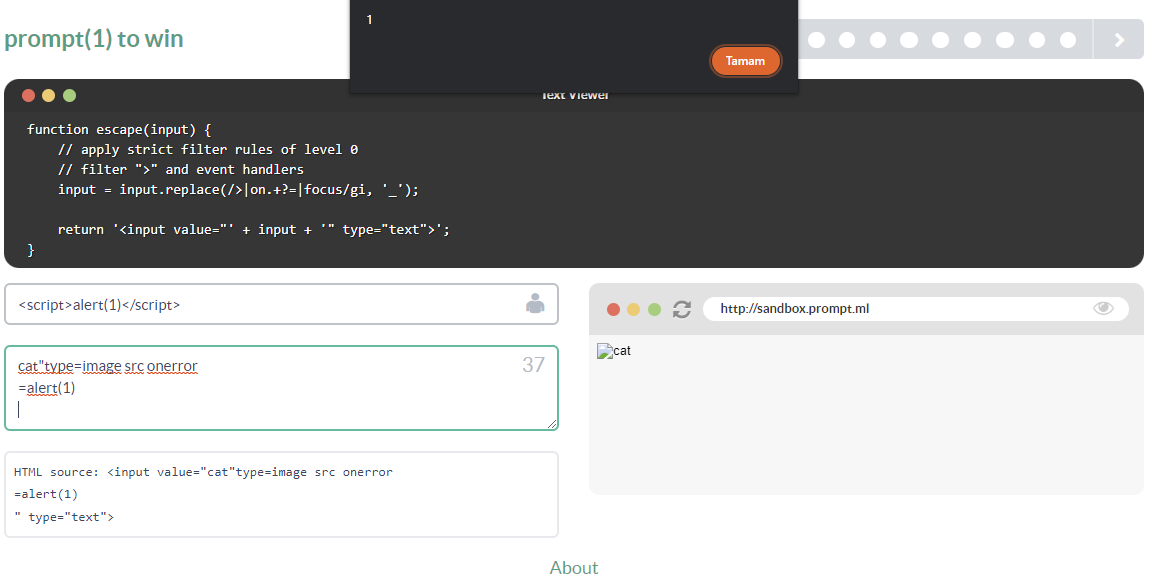 1
prompt(1) to win
Tamam
Text Viewer
function escape(input) {
// apply strict filter rules of level 0
// filter ">" and event handlers
input = input.replace(/>|on.+?=|focus/gi, '_');
return '<input value="' + input + '" type="text">';
}
<script>alert(1)</script>
http://sandbox.prompt.ml
cat"type=image src onerror
37
=alert(1)
cat
HTML source: <input value="cat"type=image src onerror
=alert(1)
" type="text">
About